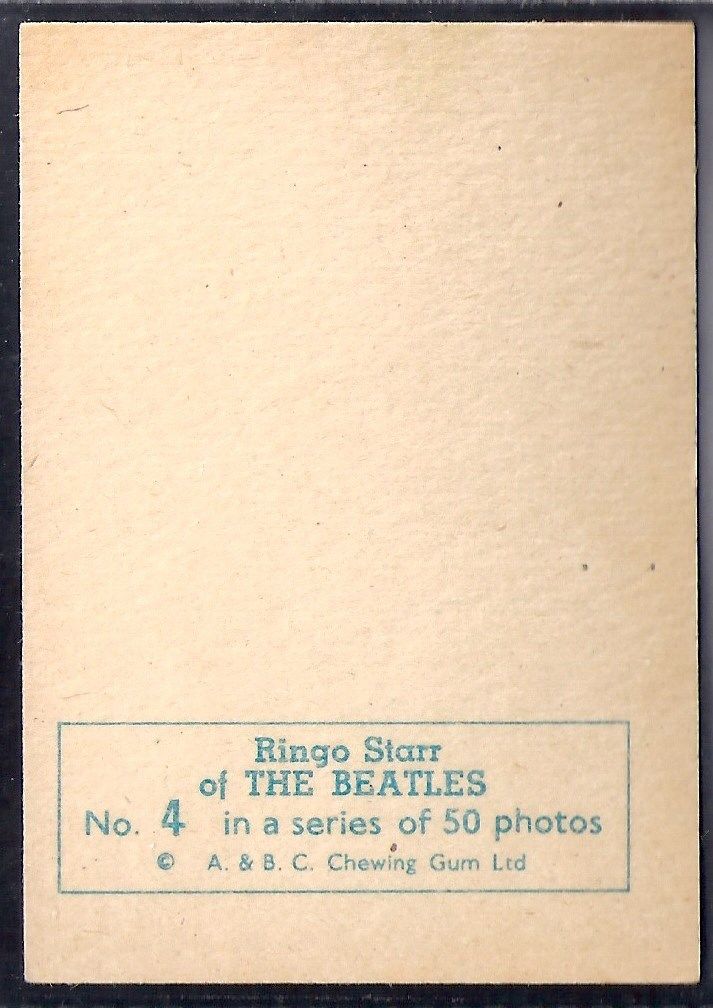 Ringo Starr
of THE BEATLES
No. 4 in a series of 50 photos
© A. & B. C. Chewing Gum Ltd